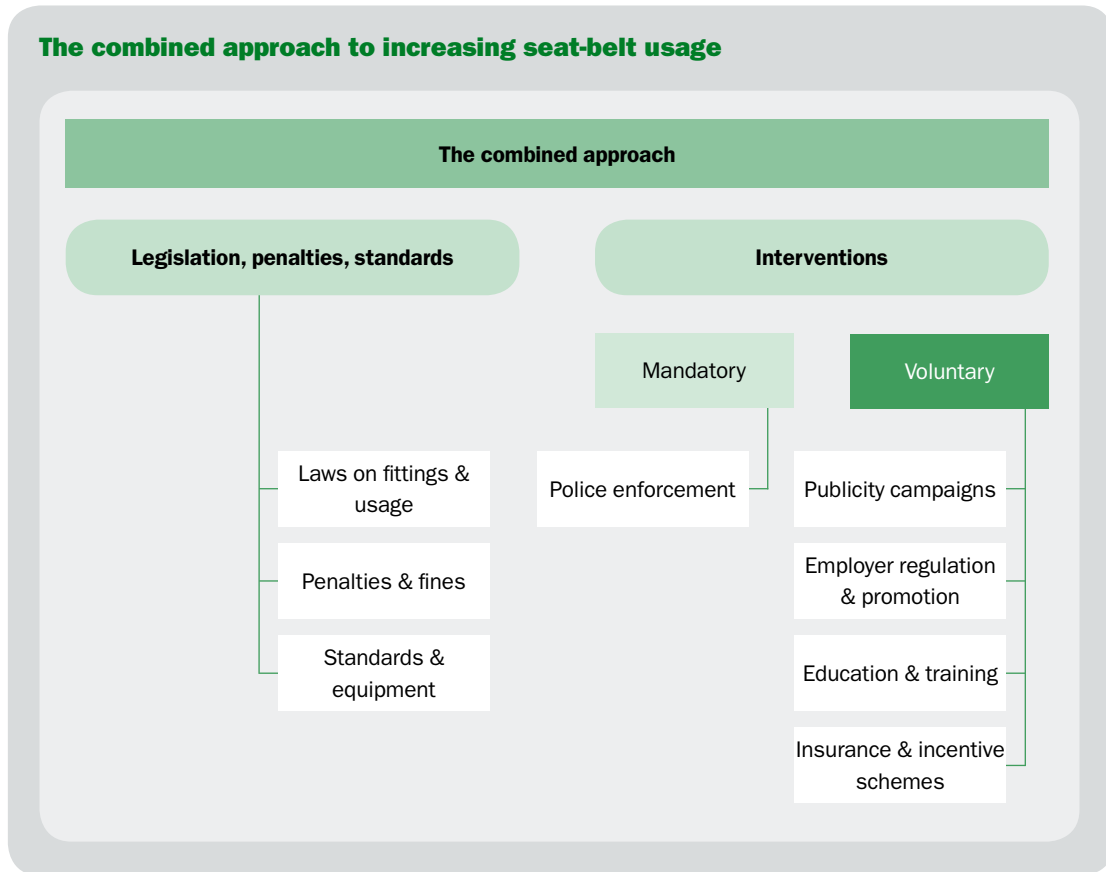 The combined approach to increasing seat-belt usage
The combined approach
Legislation, penalties, standards
Laws on fittings &
usage
Penalties & fines
Standards &
equipment
Interventions
Mandatory
Police enforcement
Voluntary
Publicity campaigns
Employer regulation
& promotion
Education & training
Insurance & incentive
schemes